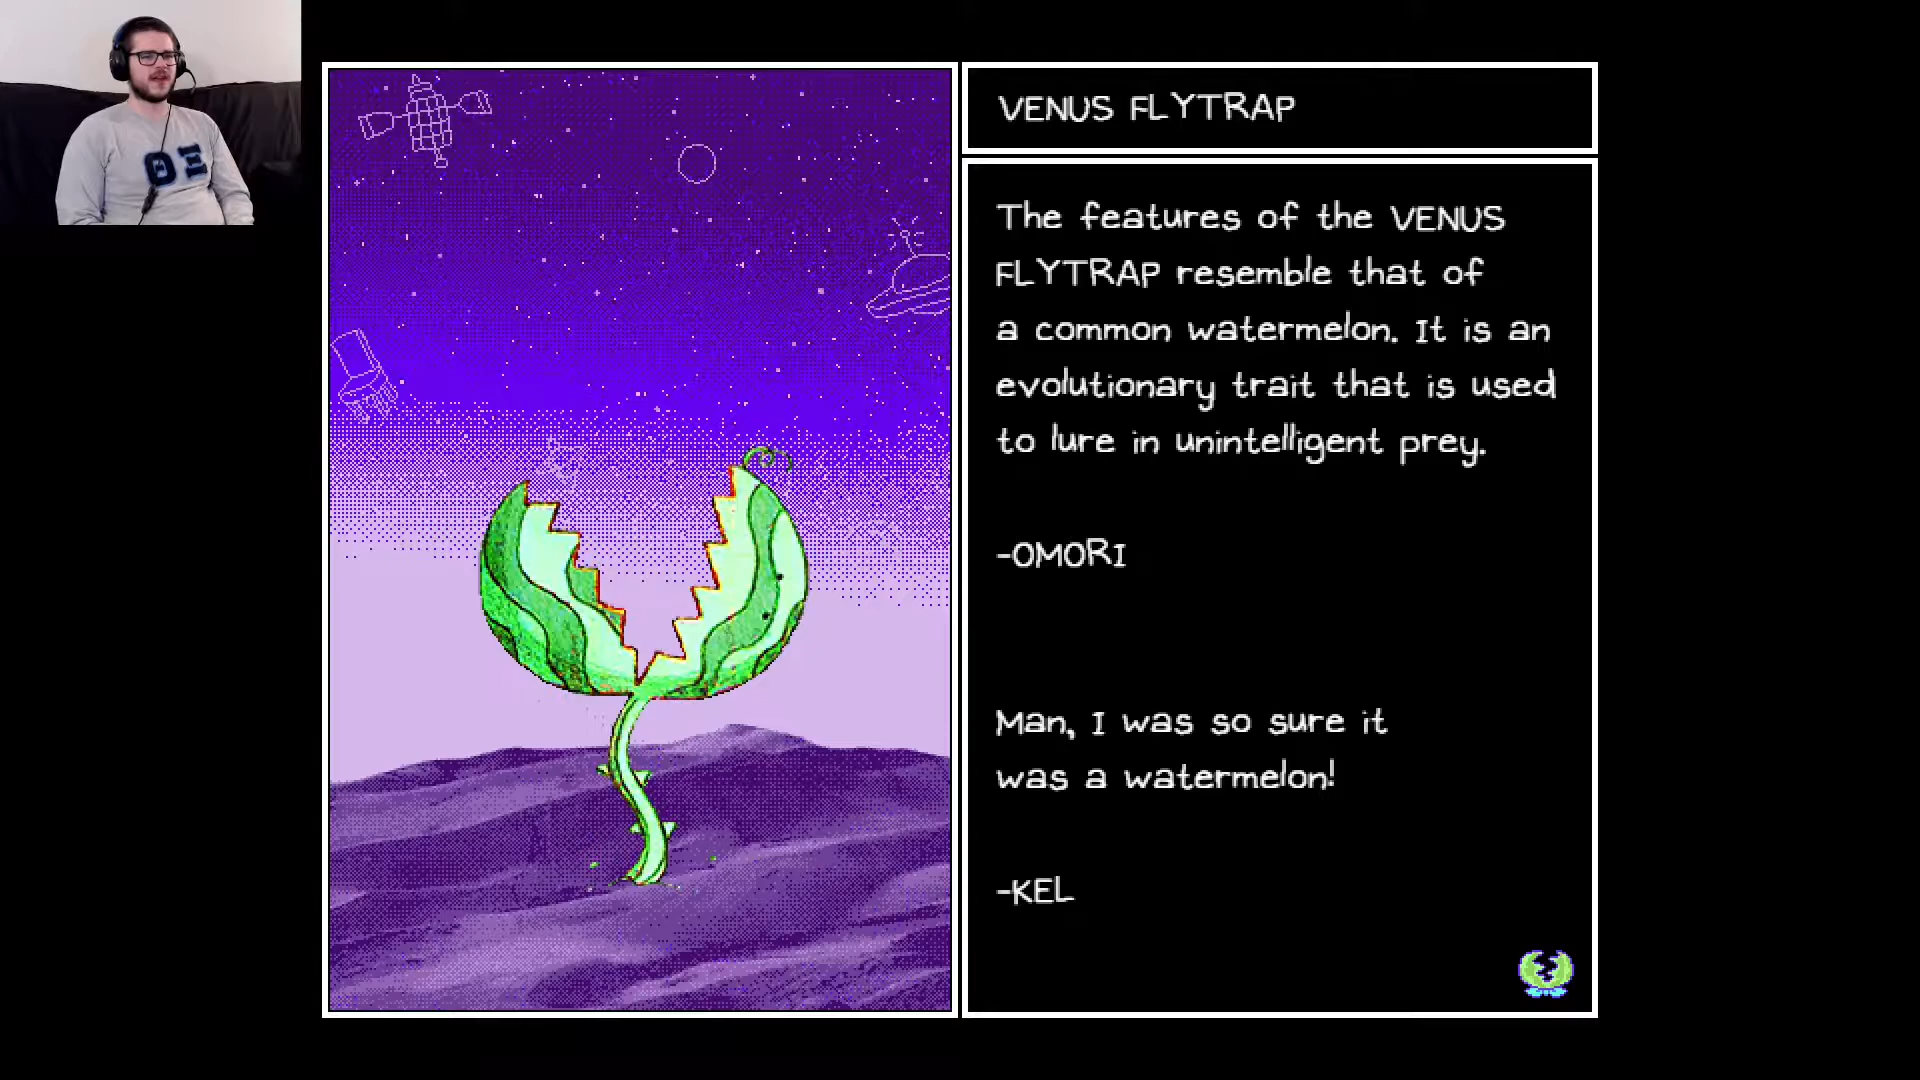 ΘΞ
VENUS FLYTRAP
The features of the VENUS
FLYTRAP resemble that of
a common watermelon. It is an
evolutionary trait that is used
to lure in unintelligent prey.
-OMORI
Man, I was so sure it
was a watermelon!
-KEL